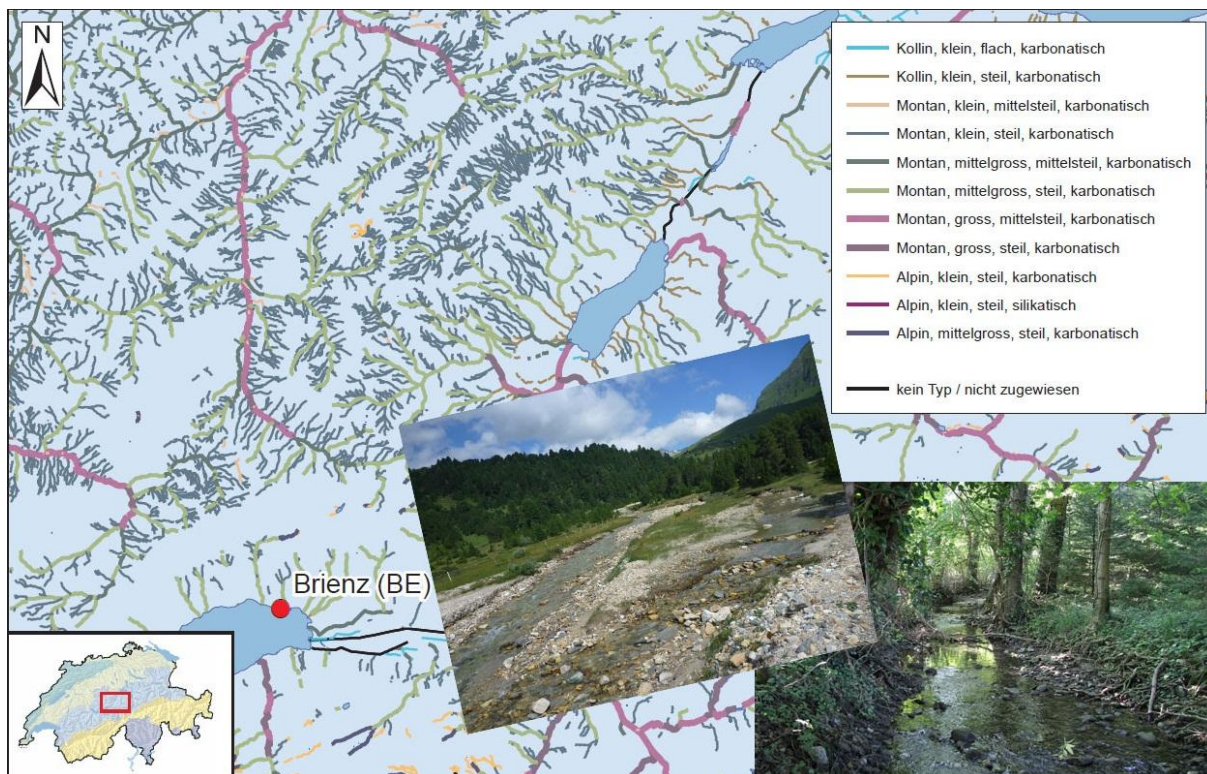 N
Kollin, klein, flach, karbonatisch
Kollin, klein, steil, karbonatisch
Montan, klein, mittelsteil, karbonatisch
Montan, klein, steil, karbonatisch
Montan, mittelgross, mittelsteil, karbonatisch
Montan, mittelgross, steil, karbonatisch
Montan, gross, mittelsteil, karbonatisch
Montan, gross, steil, karbonatisch
Alpin, klein, steil, karbonatisch
Alpin, klein, steil, silikatisch
Alpin, mittelgross, steil, karbonatisch
kein Typ / nicht zugewiesen
Brienz (BE)